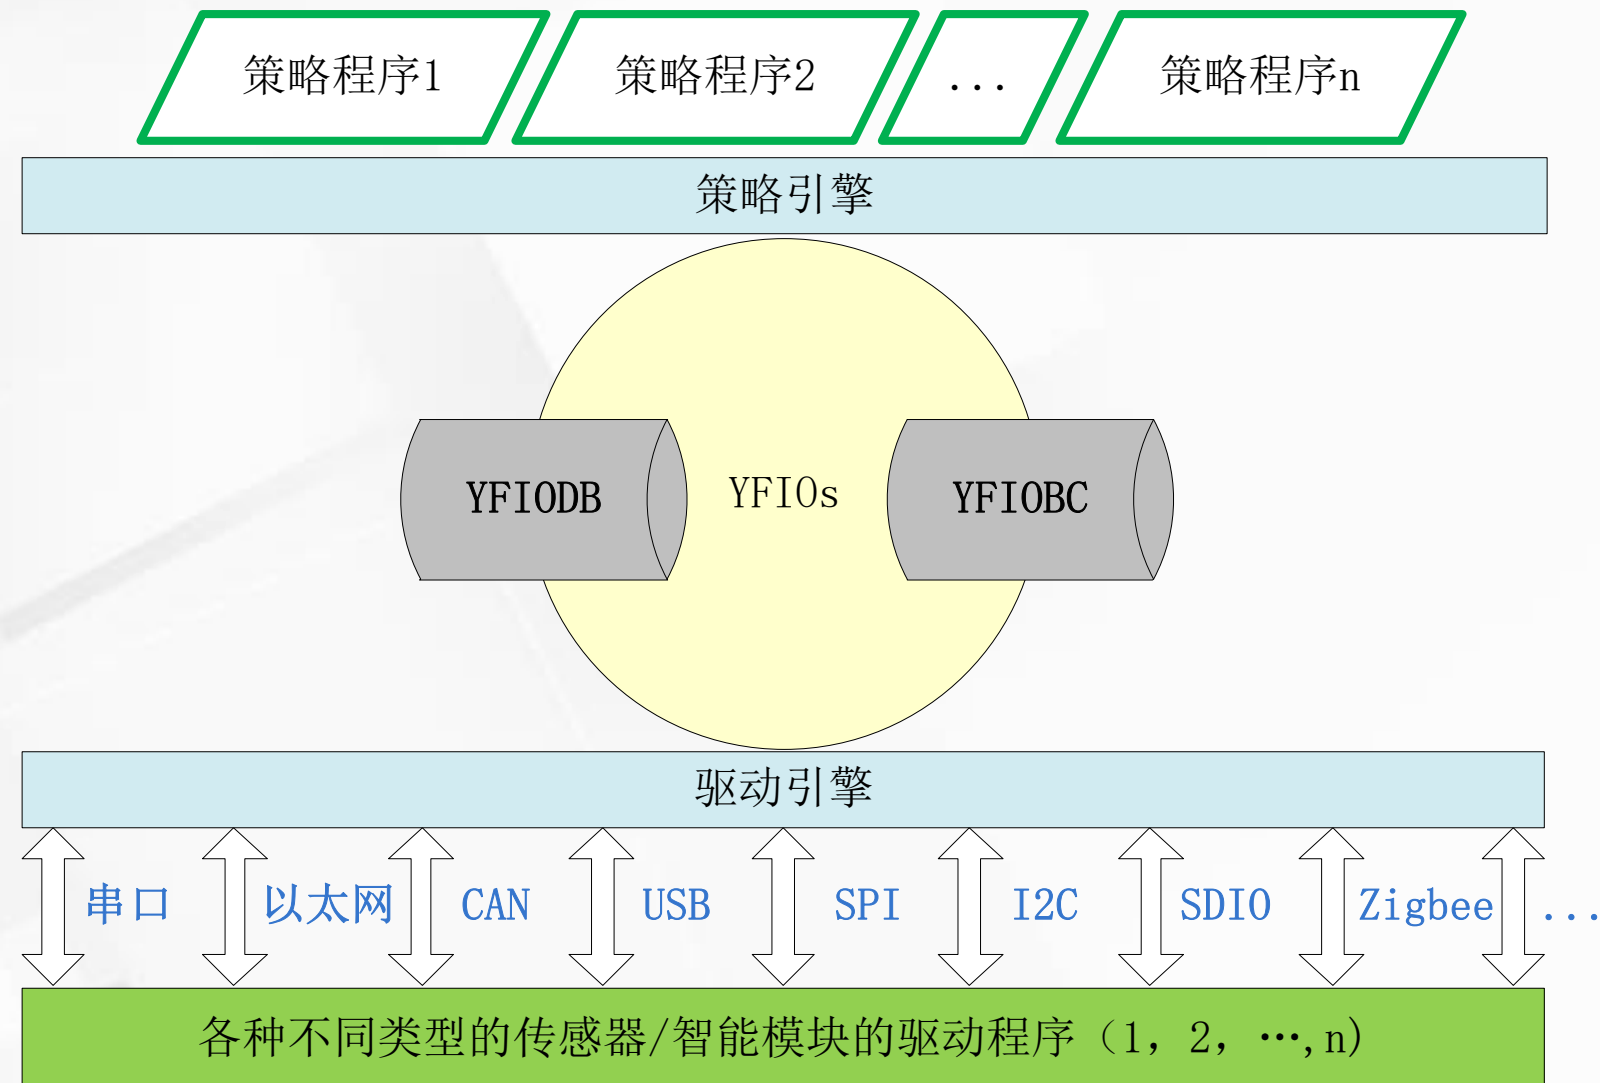 策略程序1 策略程序2 ... 策略程序n
策略引擎
YFIODB YFIOs YFIOBC
驱动引擎
串口 以太网 CAN USB SPI I2C SDIO Zigbee ...
各种不同类型的传感器/智能模块的驱动程序（1，2，…,n)